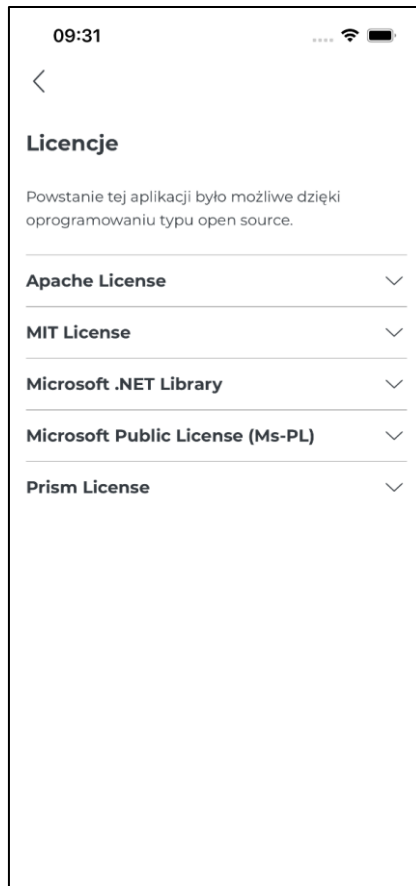 09:31
Licencje
Powstanie tej aplikacji było możliwe dzięki
oprogramowaniu typu open source.
Apache License
MIT License
Microsoft .NET Library
Microsoft Public License (Ms-PL)
Prism License